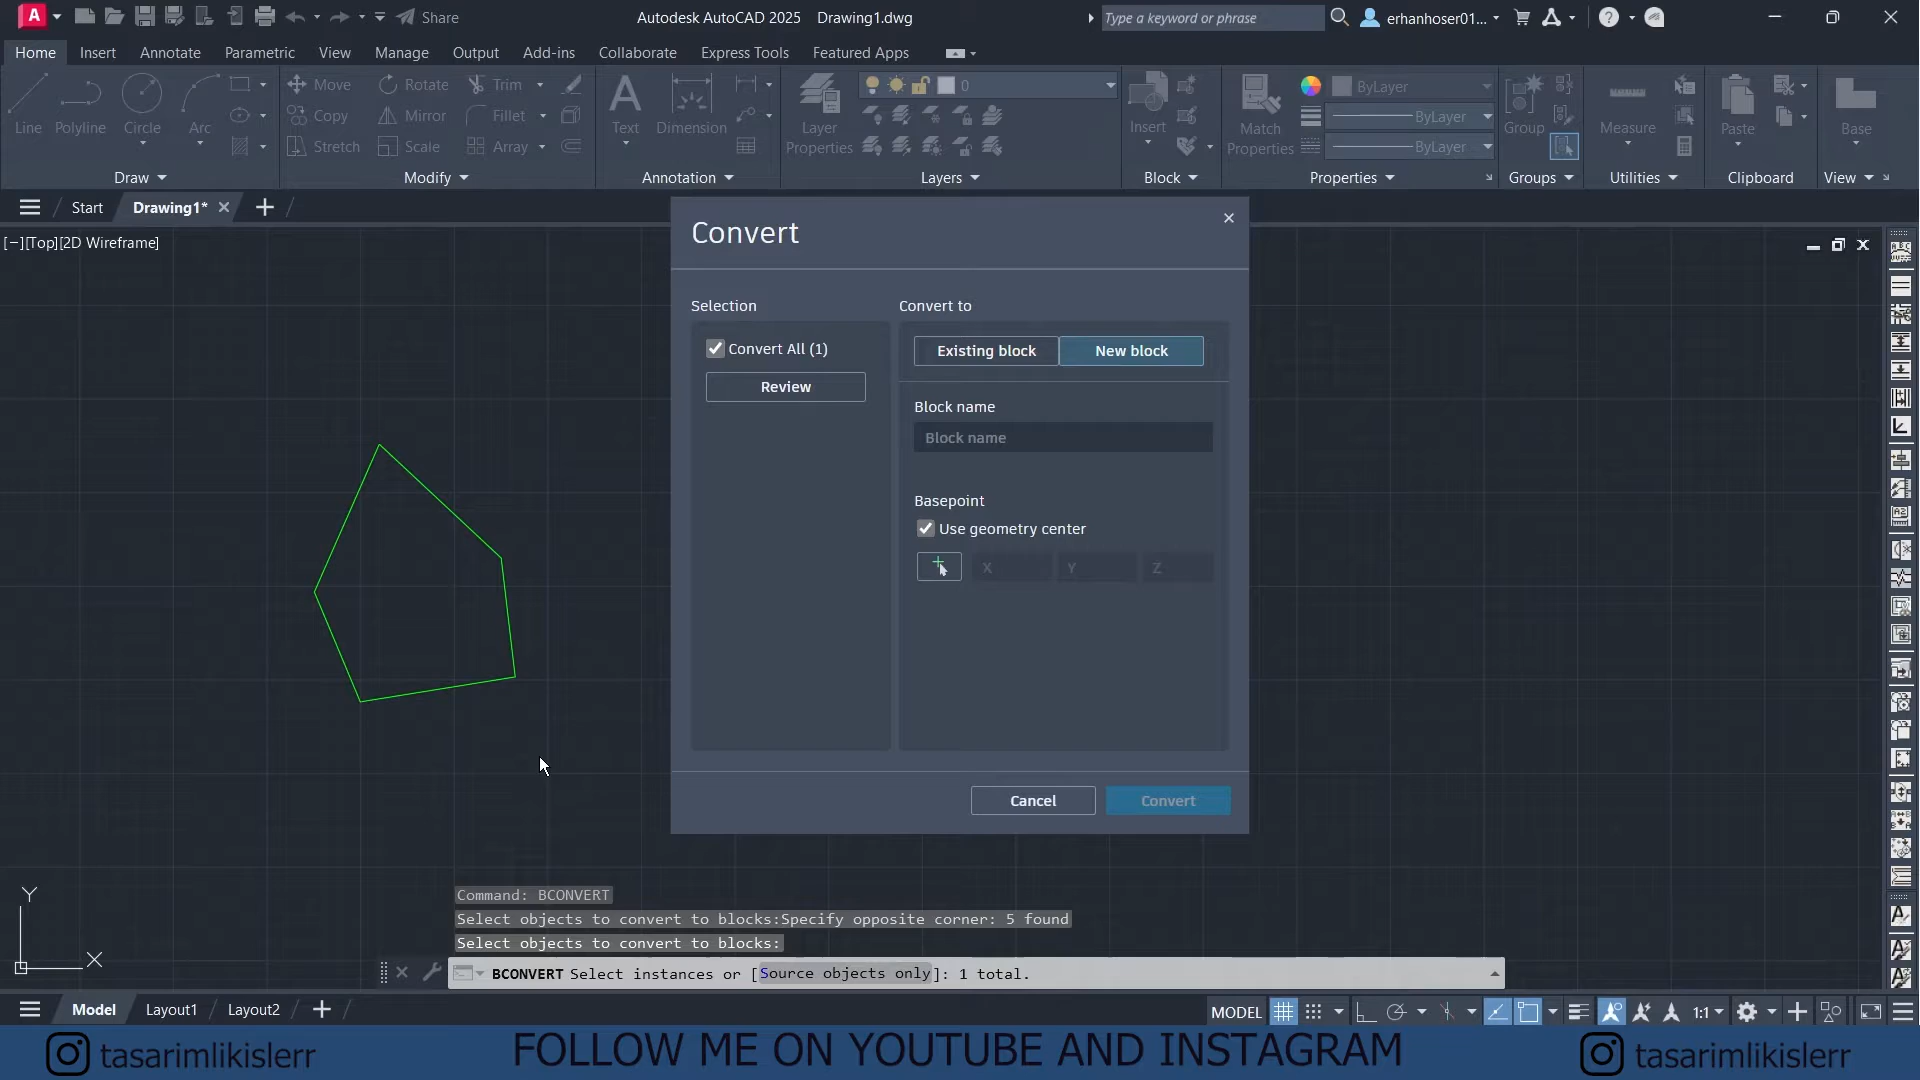 A Share Autodesk AutoCAD 2025 Drawing1.dwg Type a keyword or phrase erhanhoser01...
Home Insert Annotate Parametric View Manage Output Add-ins Collaborate Express Tools Featured Apps
Move Rotate Trim 0 ByLayer
Line Polyline Circle Arc Copy Mirror Fillet Text Dimension Layer Properties Insert Match Properties ByLayer Group Measure Paste Base
Stretch Scale Array ByLayer
Draw Modify Annotation Layers Block Properties Groups Utilities Clipboard View
Start Drawing1*
[−][Top][2D Wireframe]
Convert
Selection Convert to
Convert All (1) Existing block New block
Review
Block name
Block name
Basepoint
Use geometry center
X Y Z
Cancel Convert
Y
X
Command: BCONVERT
Select objects to convert to blocks:Specify opposite corner: 5 found
Select objects to convert to blocks:
BCONVERT Select instances or [Source objects only]: 1 total.
Model Layout1 Layout2 MODEL 1:1
tasarimlikislerr FOLLOW ME ON YOUTUBE AND INSTAGRAM tasarimlikislerr